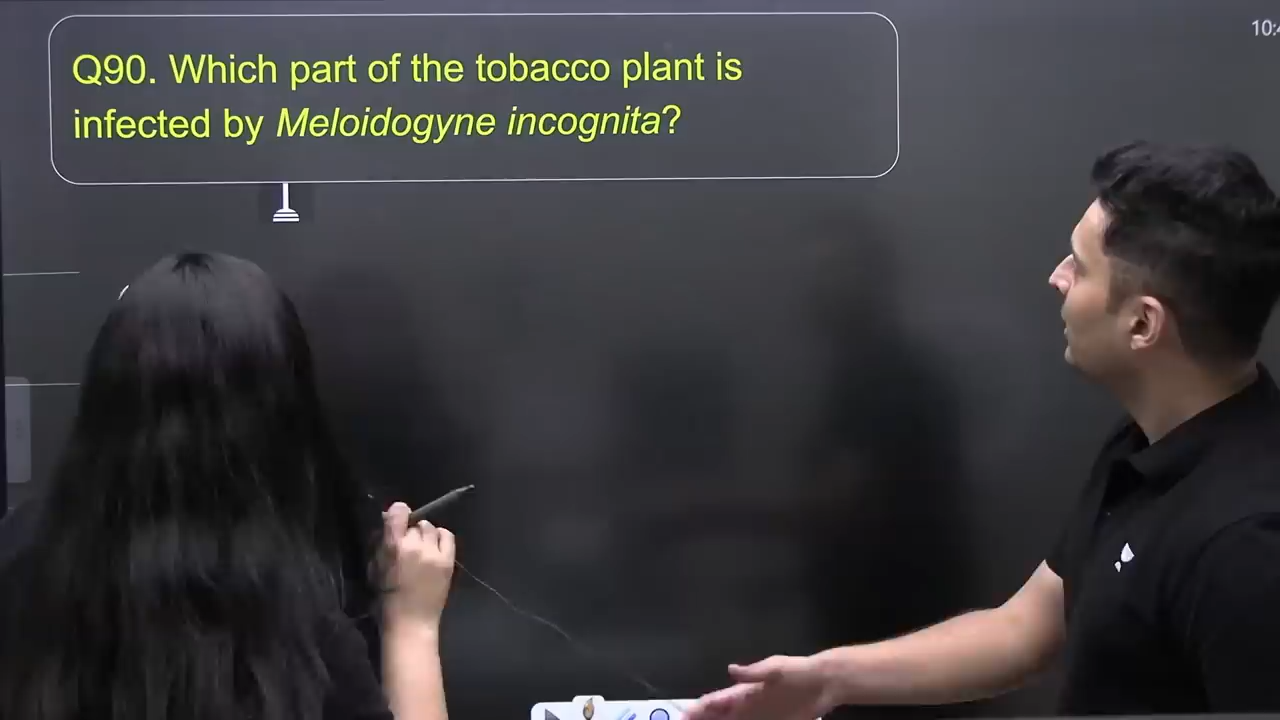 Q90. Which part of the tobacco plant is
infected by Meloidogyne incognita?